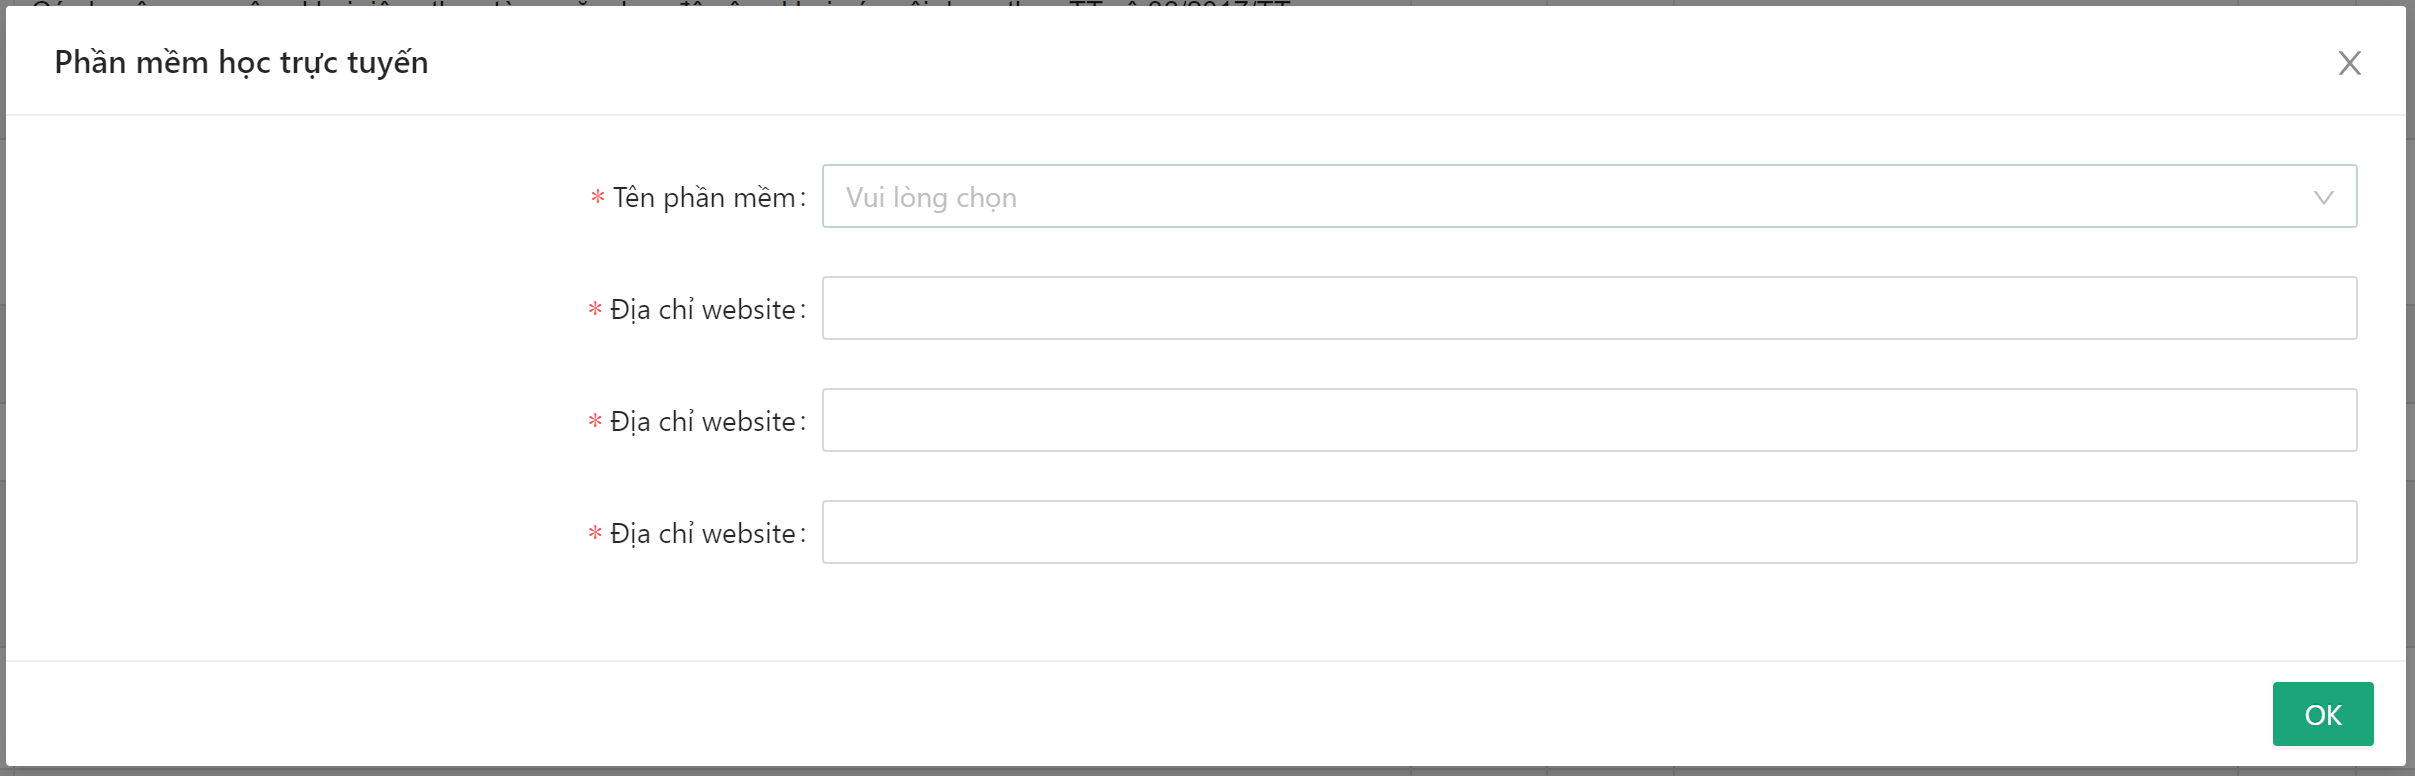 Phần mềm học trực tuyến
* Tên phần mềm: Vui lòng chọn
* Địa chỉ website:
* Địa chỉ website:
* Địa chỉ website:
OK